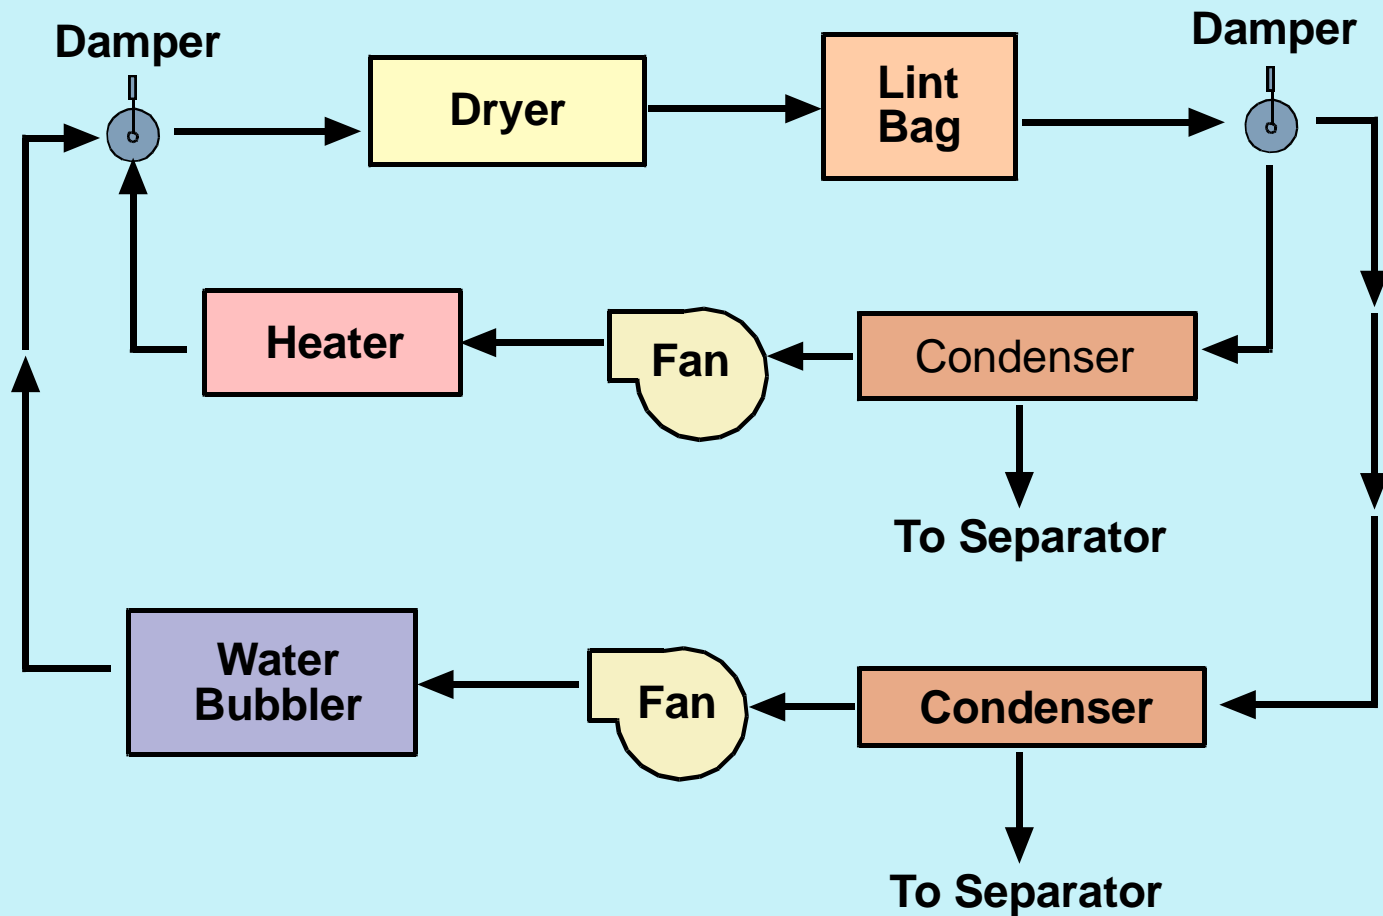 Damper
Damper
Dryer
Lint
Bag
Heater
Fan
Condenser
To Separator
Water
Bubbler
Fan
Condenser
To Separator